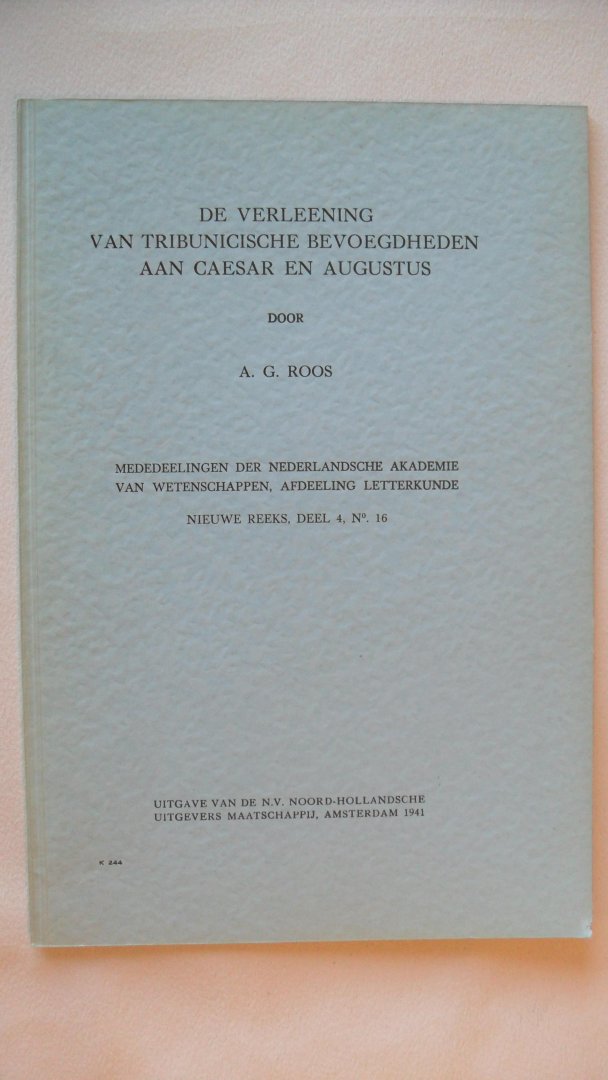 DE VERLEENING
VAN TRIBUNICISCHE BEVOEGDHEDEN
AAN CAESAR EN AUGUSTUS
DOOR
A. G. ROOS
MEDEDEELINGEN DER NEDERLANDSCHE AKADEMIE
VAN WETENSCHAPPEN, AFDEELING LETTERKUNDE
NIEUWE REEKS, DEEL 4, Nº. 16
UITGAVE VAN DE N.V. NOORD-HOLLANDSCHE
UITGEVERS MAATSCHAPPIJ, AMSTERDAM 1941
K 244